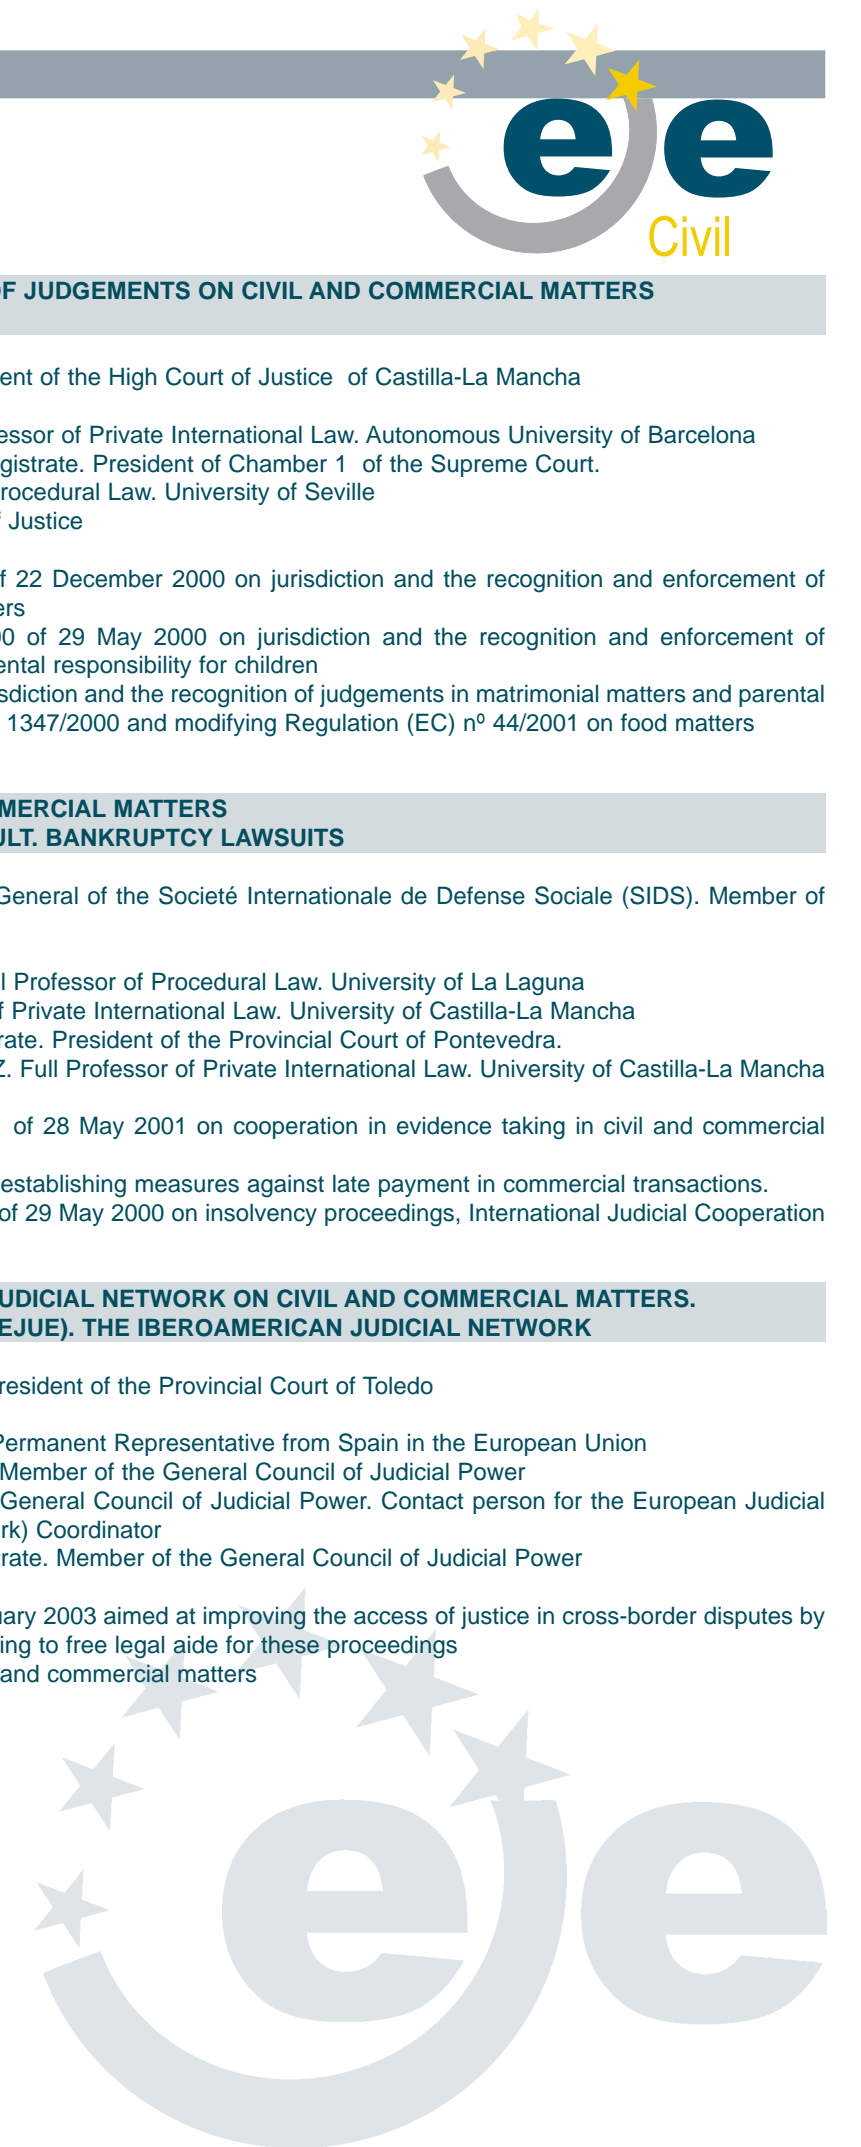 eje
Civil
OF JUDGEMENTS ON CIVIL AND COMMERCIAL MATTERS
ent of the High Court of Justice of Castilla-La Mancha
essor of Private International Law. Autonomous University of Barcelona
gistrate. President of Chamber 1 of the Supreme Court.
rocedural Law. University of Seville
f Justice
f 22 December 2000 on jurisdiction and the recognition and enforcement of
ers
00 of 29 May 2000 on jurisdiction and the recognition and enforcement of
ental responsibility for children
sdiction and the recognition of judgements in matrimonial matters and parental
1347/2000 and modifying Regulation (EC) nº 44/2001 on food matters
MERCIAL MATTERS
ULT. BANKRUPTCY LAWSUITS
General of the Societé Internationale de Defense Sociale (SIDS). Member of
l Professor of Procedural Law. University of La Laguna
f Private International Law. University of Castilla-La Mancha
rate. President of the Provincial Court of Pontevedra.
Z. Full Professor of Private International Law. University of Castilla-La Mancha
of 28 May 2001 on cooperation in evidence taking in civil and commercial
establishing measures against late payment in commercial transactions.
of 29 May 2000 on insolvency proceedings, International Judicial Cooperation
UDICIAL NETWORK ON CIVIL AND COMMERCIAL MATTERS.
EJUE). THE IBEROAMERICAN JUDICIAL NETWORK
resident of the Provincial Court of Toledo
Permanent Representative from Spain in the European Union
Member of the General Council of Judicial Power
General Council of Judicial Power. Contact person for the European Judicial
rk) Coordinator
trate. Member of the General Council of Judicial Power
uary 2003 aimed at improving the access of justice in cross-border disputes by
ing to free legal aide for these proceedings
and commercial matters
eje